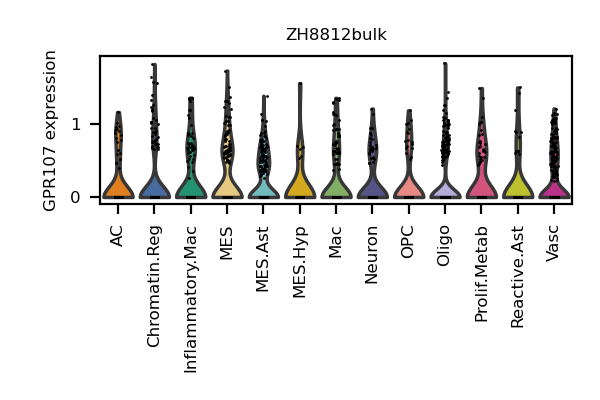 ZH8812bulk
GPR107 expression
1
0
AC
Chromatin.Reg
Inflammatory.Mac
MES
MES.Ast
MES.Hyp
Mac
Neuron
OPC
Oligo
Prolif.Metab
Reactive.Ast
Vasc